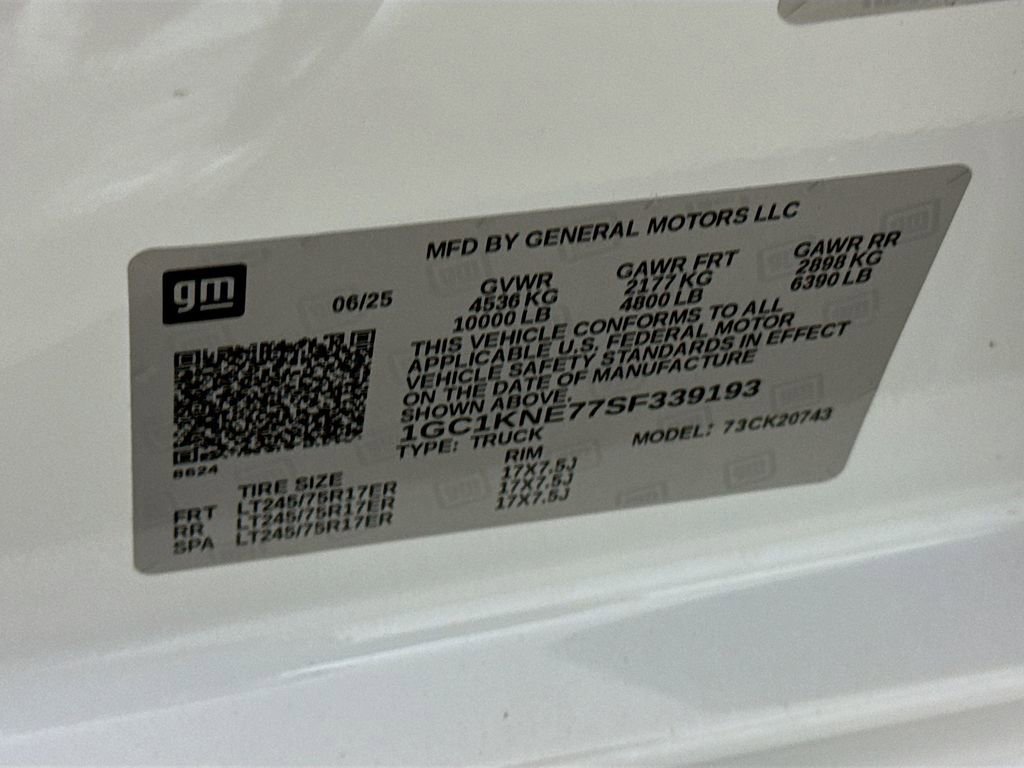 MFD BY GENERAL MOTORS LLC
gm
06/25
GVWR
4536 KG
10000 LB
GAWR FRT
2177 KG
4800 LB
GAWR RR
2898 KG
6390 LB
THIS VEHICLE CONFORMS TO ALL
APPLICABLE U.S. FEDERAL MOTOR
VEHICLE SAFETY STANDARDS IN EFFECT
ON THE DATE OF MANUFACTURE
SHOWN ABOVE.
1GC1KNE77SF339193
TYPE: TRUCK MODEL: 73CK20743
8624
TIRE SIZE RIM
FRT LT245/75R17ER 17X7.5J
RR LT245/75R17ER 17X7.5J
SPA LT245/75R17ER 17X7.5J